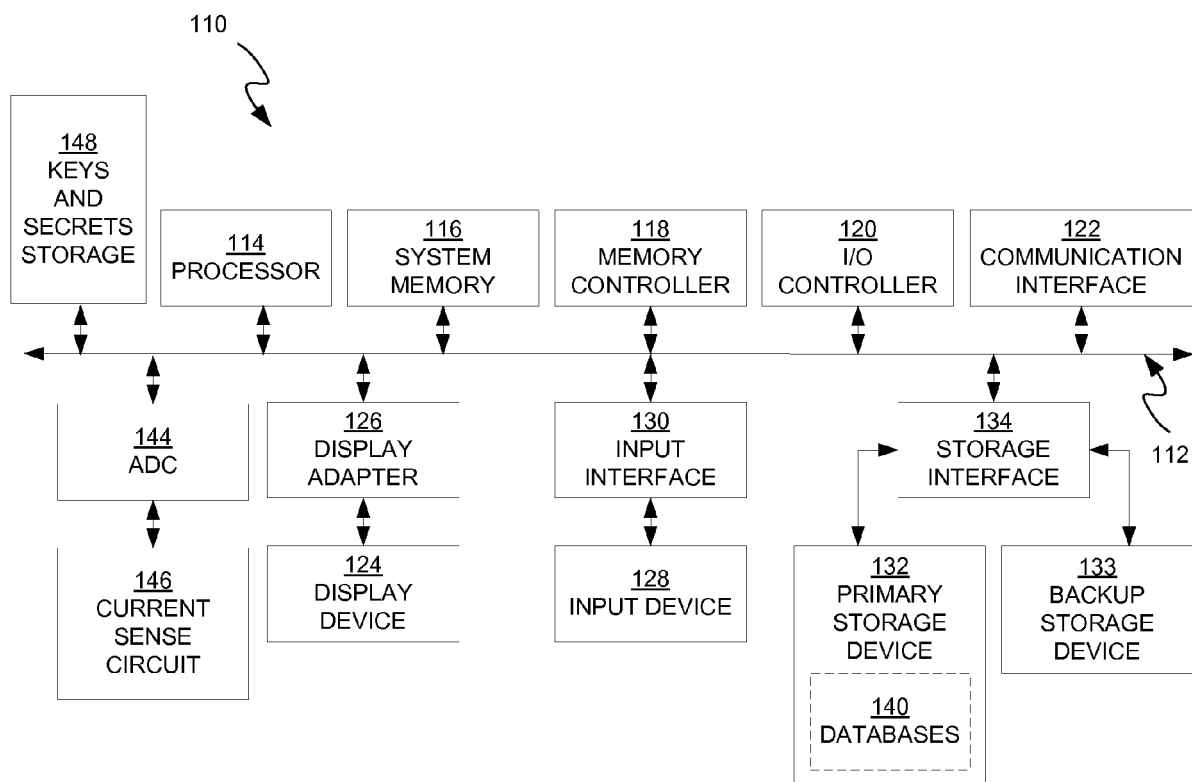 110
148
KEYS
AND
SECRETS
STORAGE
114
PROCESSOR
116
SYSTEM
MEMORY
118
MEMORY
CONTROLLER
120
I/O
CONTROLLER
122
COMMUNICATION
INTERFACE
112
144
ADC
126
DISPLAY
ADAPTER
130
INPUT
INTERFACE
134
STORAGE
INTERFACE
146
CURRENT
SENSE
CIRCUIT
124
DISPLAY
DEVICE
128
INPUT DEVICE
132
PRIMARY
STORAGE
DEVICE
140
DATABASES
133
BACKUP
STORAGE
DEVICE